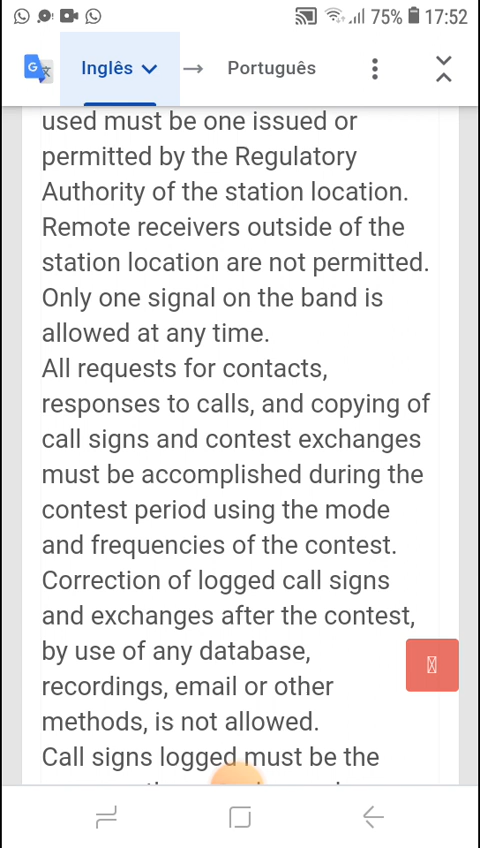 75% 17:52
Inglês → Português
used must be one issued or
permitted by the Regulatory
Authority of the station location.
Remote receivers outside of the
station location are not permitted.
Only one signal on the band is
allowed at any time.
All requests for contacts,
responses to calls, and copying of
call signs and contest exchanges
must be accomplished during the
contest period using the mode
and frequencies of the contest.
Correction of logged call signs
and exchanges after the contest,
by use of any database,
recordings, email or other
methods, is not allowed.
Call signs logged must be the